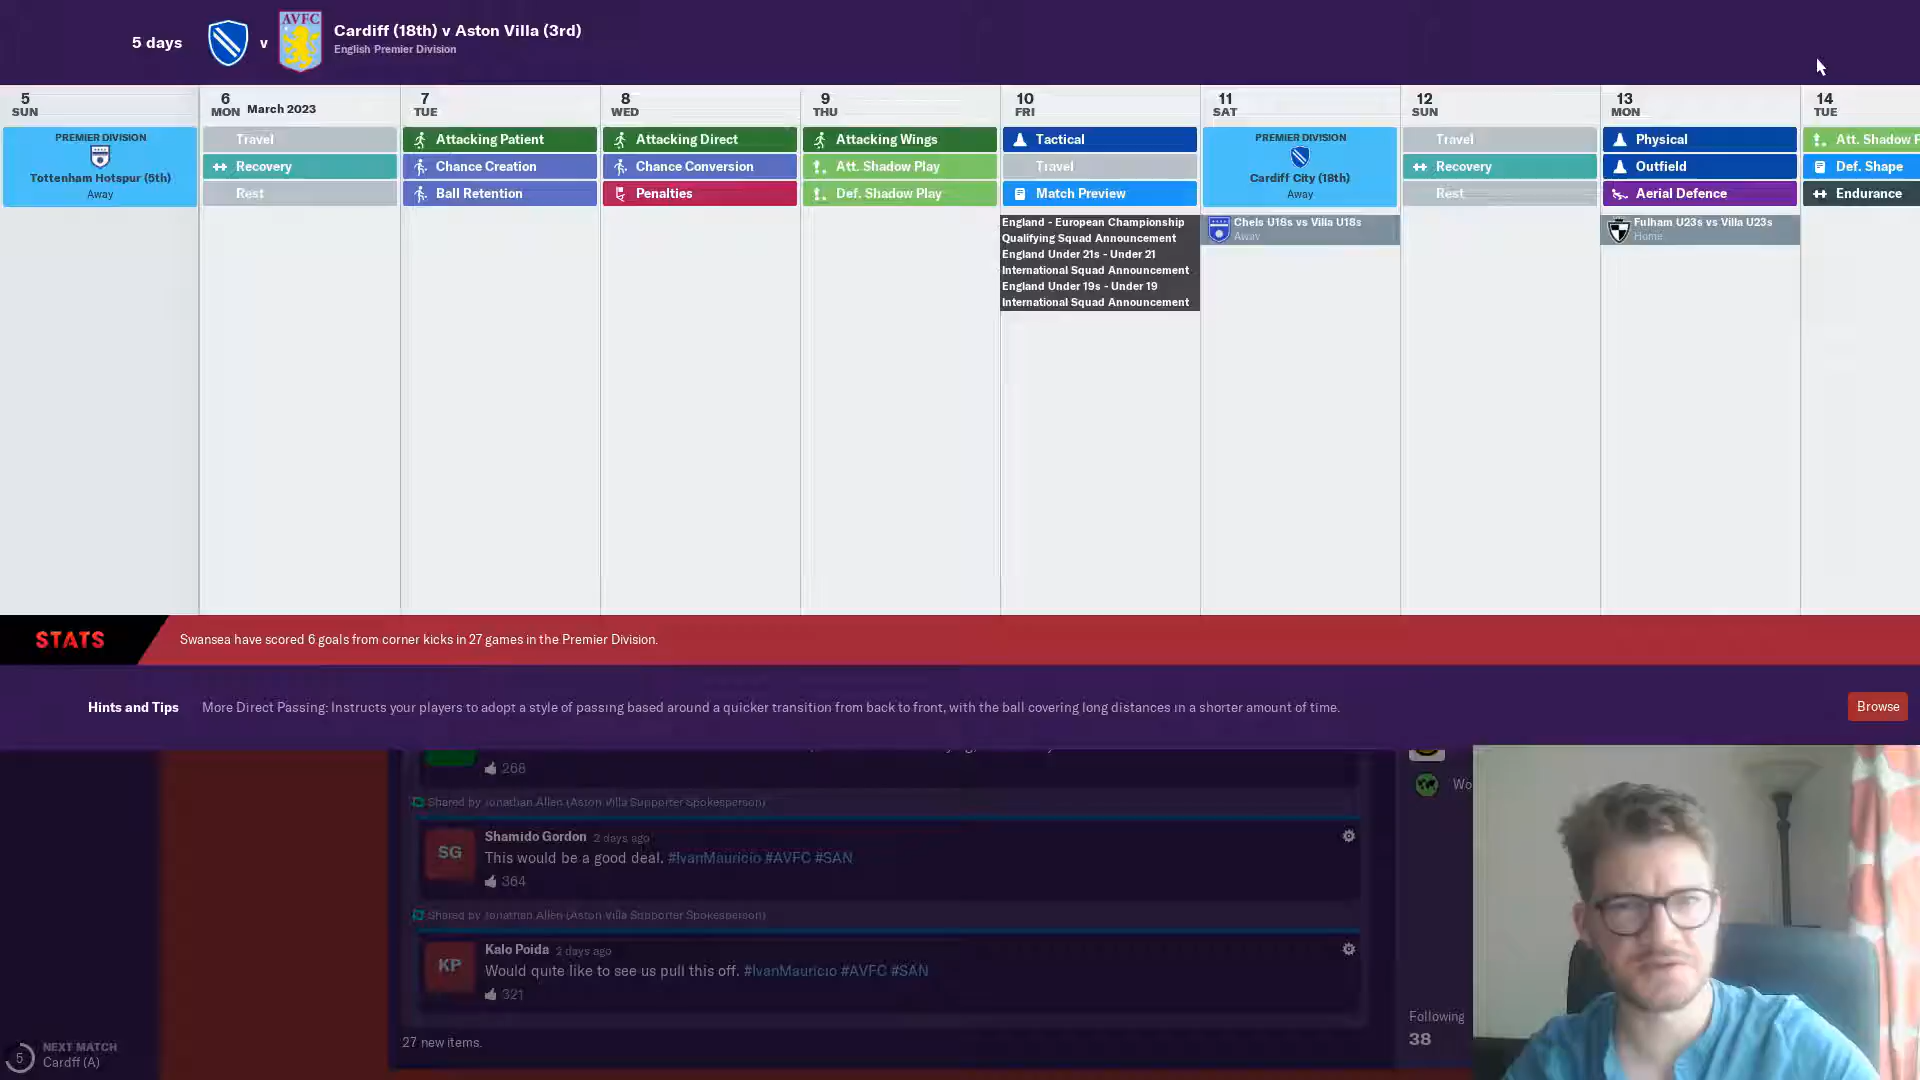 5 days
v
AVFC
Cardiff (18th) v Aston Villa (3rd)
English Premier Division
5
SUN
6
MON March 2023
7
TUE
8
WED
9
THU
10
FRI
11
SAT
12
SUN
13
MON
14
TUE
PREMIER DIVISION
Tottenham Hotspur (5th)
Away
Travel
Recovery
Rest
Attacking Patient
Chance Creation
Ball Retention
Attacking Direct
Chance Conversion
Penalties
Attacking Wings
Att. Shadow Play
Def. Shadow Play
Tactical
Travel
Match Preview
England - European Championship
Qualifying Squad Announcement
England Under 21s - Under 21
International Squad Announcement
England Under 19s - Under 19
International Squad Announcement
PREMIER DIVISION
Cardiff City (18th)
Away
Chels U18s vs Villa U18s
Away
Travel
Recovery
Rest
Physical
Outfield
Aerial Defence
Fulham U23s vs Villa U23s
Home
Att. Shadow P
Def. Shape
Endurance
STATS
Swansea have scored 6 goals from corner kicks in 27 games in the Premier Division.
Hints and Tips
More Direct Passing: Instructs your players to adopt a style of passing based around a quicker transition from back to front, with the ball covering long distances in a shorter amount of time.
Browse
268
Shared by Jonathan Allen (Aston Villa Supporter Spokesperson)
SG
Shamido Gordon 2 days ago
This would be a good deal. #IvanMauricio #AVFC #SAN
364
Shared by Jonathan Allen (Aston Villa Supporter Spokesperson)
KP
Kalo Poida 2 days ago
Would quite like to see us pull this off. #IvanMauricio #AVFC #SAN
321
27 new items.
Wo
Following
38
5
NEXT MATCH
Cardff (A)